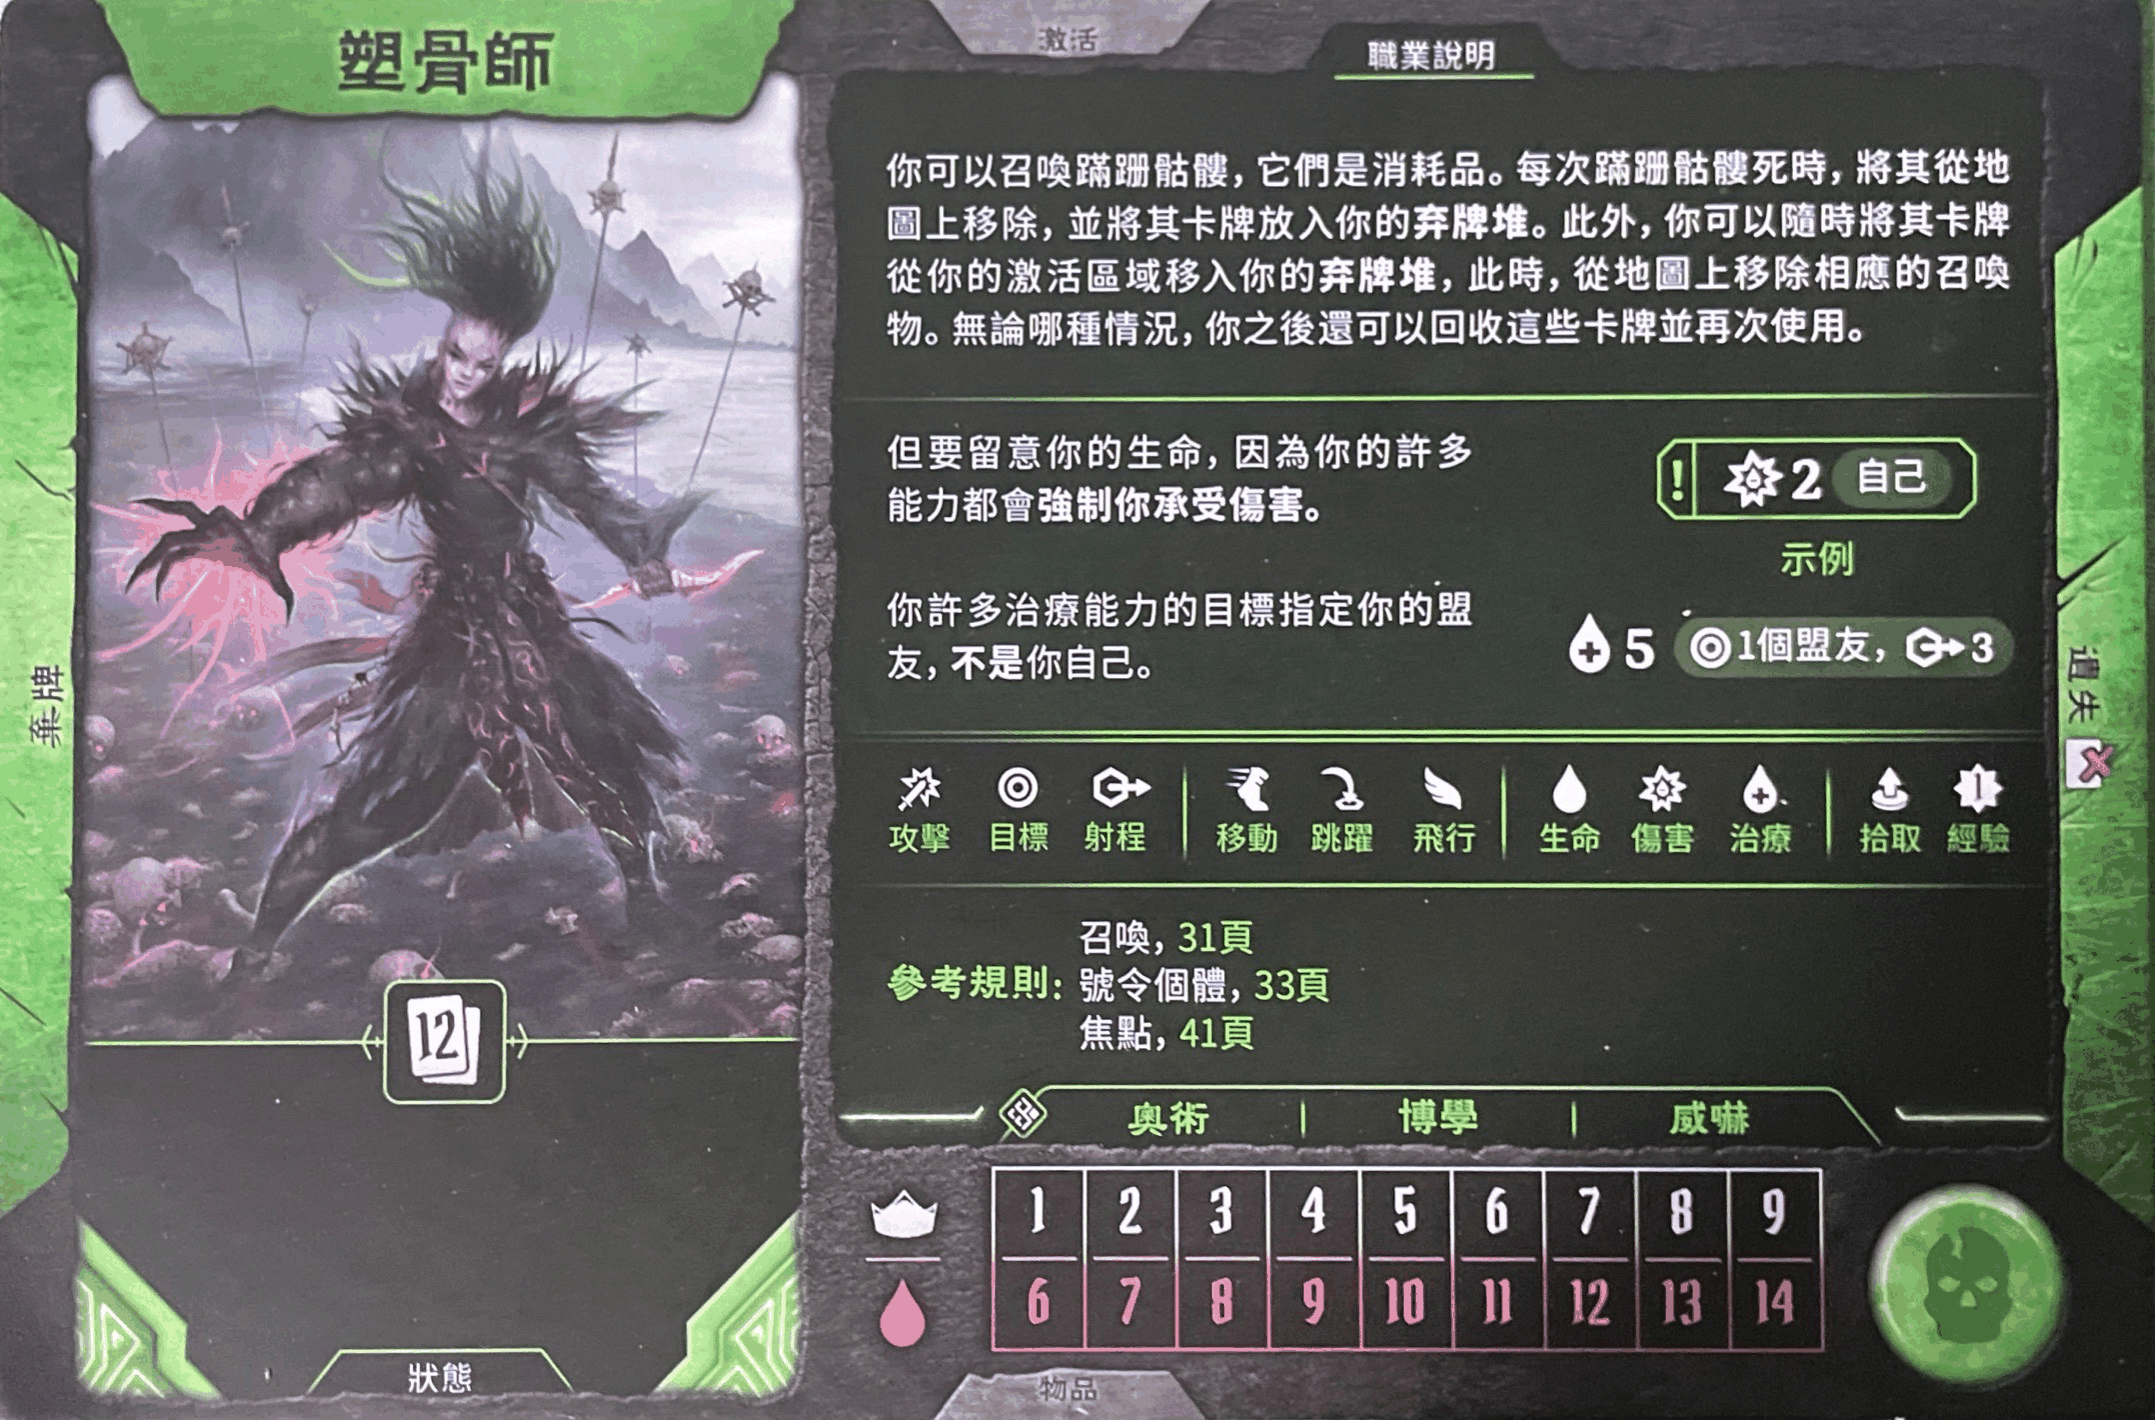 塑骨師
激活
職業說明
你可以召喚蹣跚骷髏，它們是消耗品。每次蹣跚骷髏死時，將其從地
圖上移除，並將其卡牌放入你的弃牌堆。此外，你可以隨時將其卡牌
從你的激活區域移入你的弃牌堆，此時，從地圖上移除相應的召喚
物。無論哪種情況，你之後還可以回收這些卡牌並再次使用。
但要留意你的生命，因為你的許多
能力都會強制你承受傷害。
! 2 自己
示例
你許多治療能力的目標指定你的盟
友，不是你自己。
5 1個盟友，3
棄牌
遺失
1
攻擊 目標 射程 移動 跳躍 飛行 生命 傷害 治療 拾取 經驗
參考規則:
召喚，31頁
號令個體，33頁
焦點，41頁
12
奧術 博學 威嚇
1 2 3 4 5 6 7 8 9
6 7 8 9 10 11 12 13 14
狀態
物品